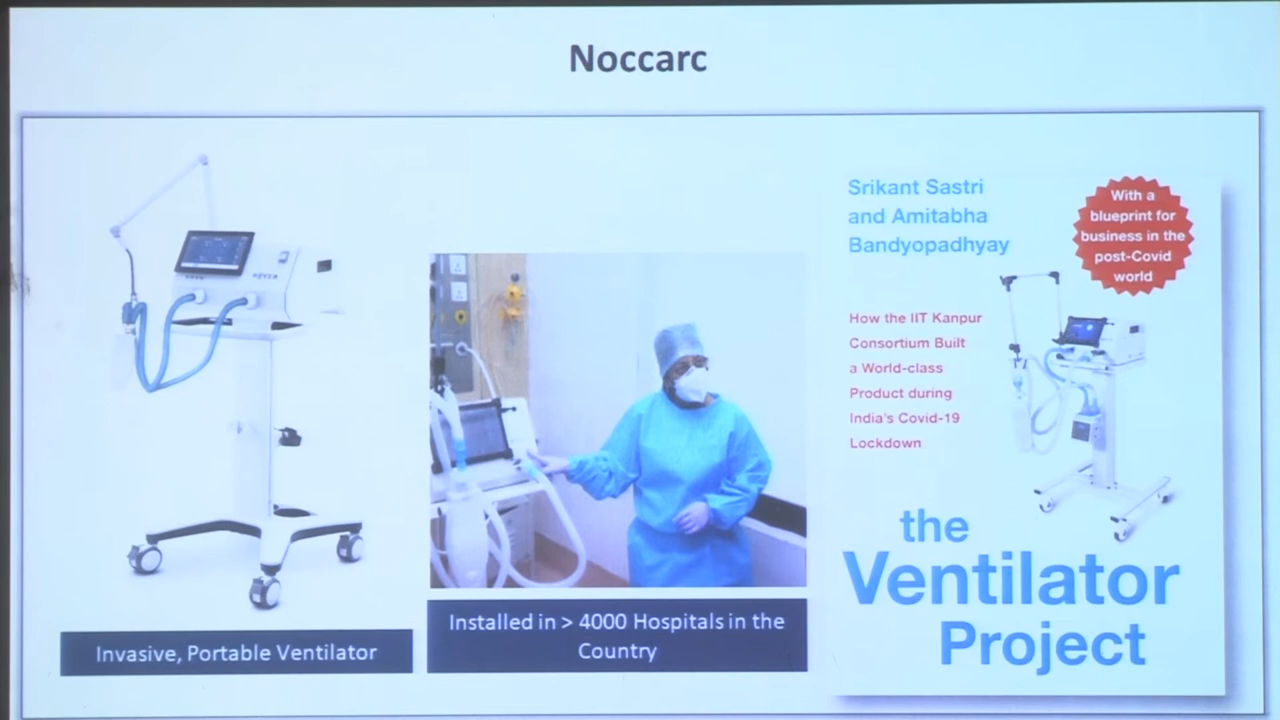 Noccarc
Invasive, Portable Ventilator
Installed in > 4000 Hospitals in the
Country
Srikant Sastri
and Amitabha
Bandyopadhyay
With a
blueprint for
business in the
post-Covid
world
How the IIT Kanpur
Consortium Built
a World-class
Product during
India's Covid-19
Lockdown
the
Ventilator
Project